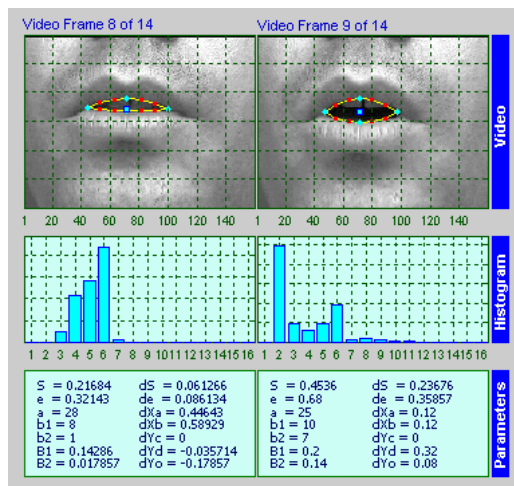 Video Frame 8 of 14
Video Frame 9 of 14
1 20 40 60 80 100 120 140
1 20 40 60 80 100 120 140
Video
1 2 3 4 5 6 7 8 9 10 11 12 13 14 15 16
1 2 3 4 5 6 7 8 9 10 11 12 13 14 15 16
Histogram
S = 0.21684 dS = 0.061266
e = 0.32143 de = 0.086134
a = 28 dXa = 0.44643
b1 = 8 dXb = 0.58929
b2 = 1 dYc = 0
B1 = 0.14286 dYd = -0.035714
B2 = 0.017857 dYo = -0.17857
S = 0.4536 dS = 0.23676
e = 0.68 de = 0.35857
a = 25 dXa = 0.12
b1 = 10 dXb = 0.12
b2 = 7 dYc = 0
B1 = 0.2 dYd = 0.32
B2 = 0.14 dYo = 0.08
Parameters